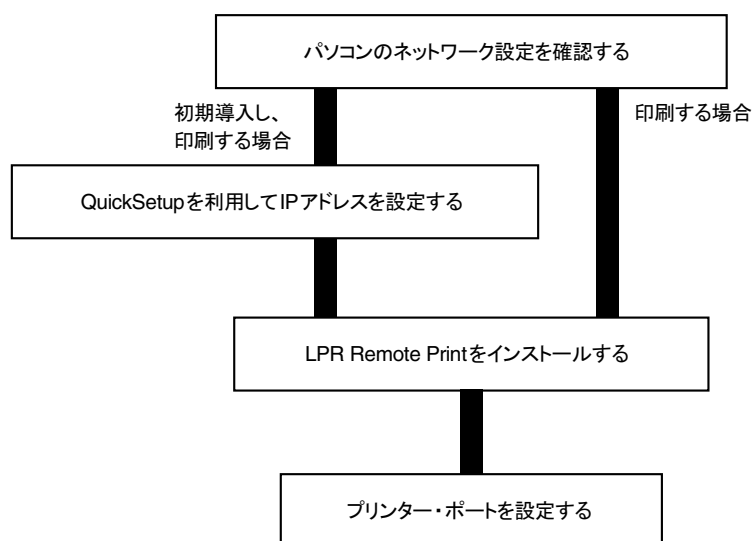 パソコンのネットワーク設定を確認する
初期導入し、
印刷する場合
印刷する場合
QuickSetupを利用してIPアドレスを設定する
LPR Remote Printをインストールする
プリンター・ポートを設定する